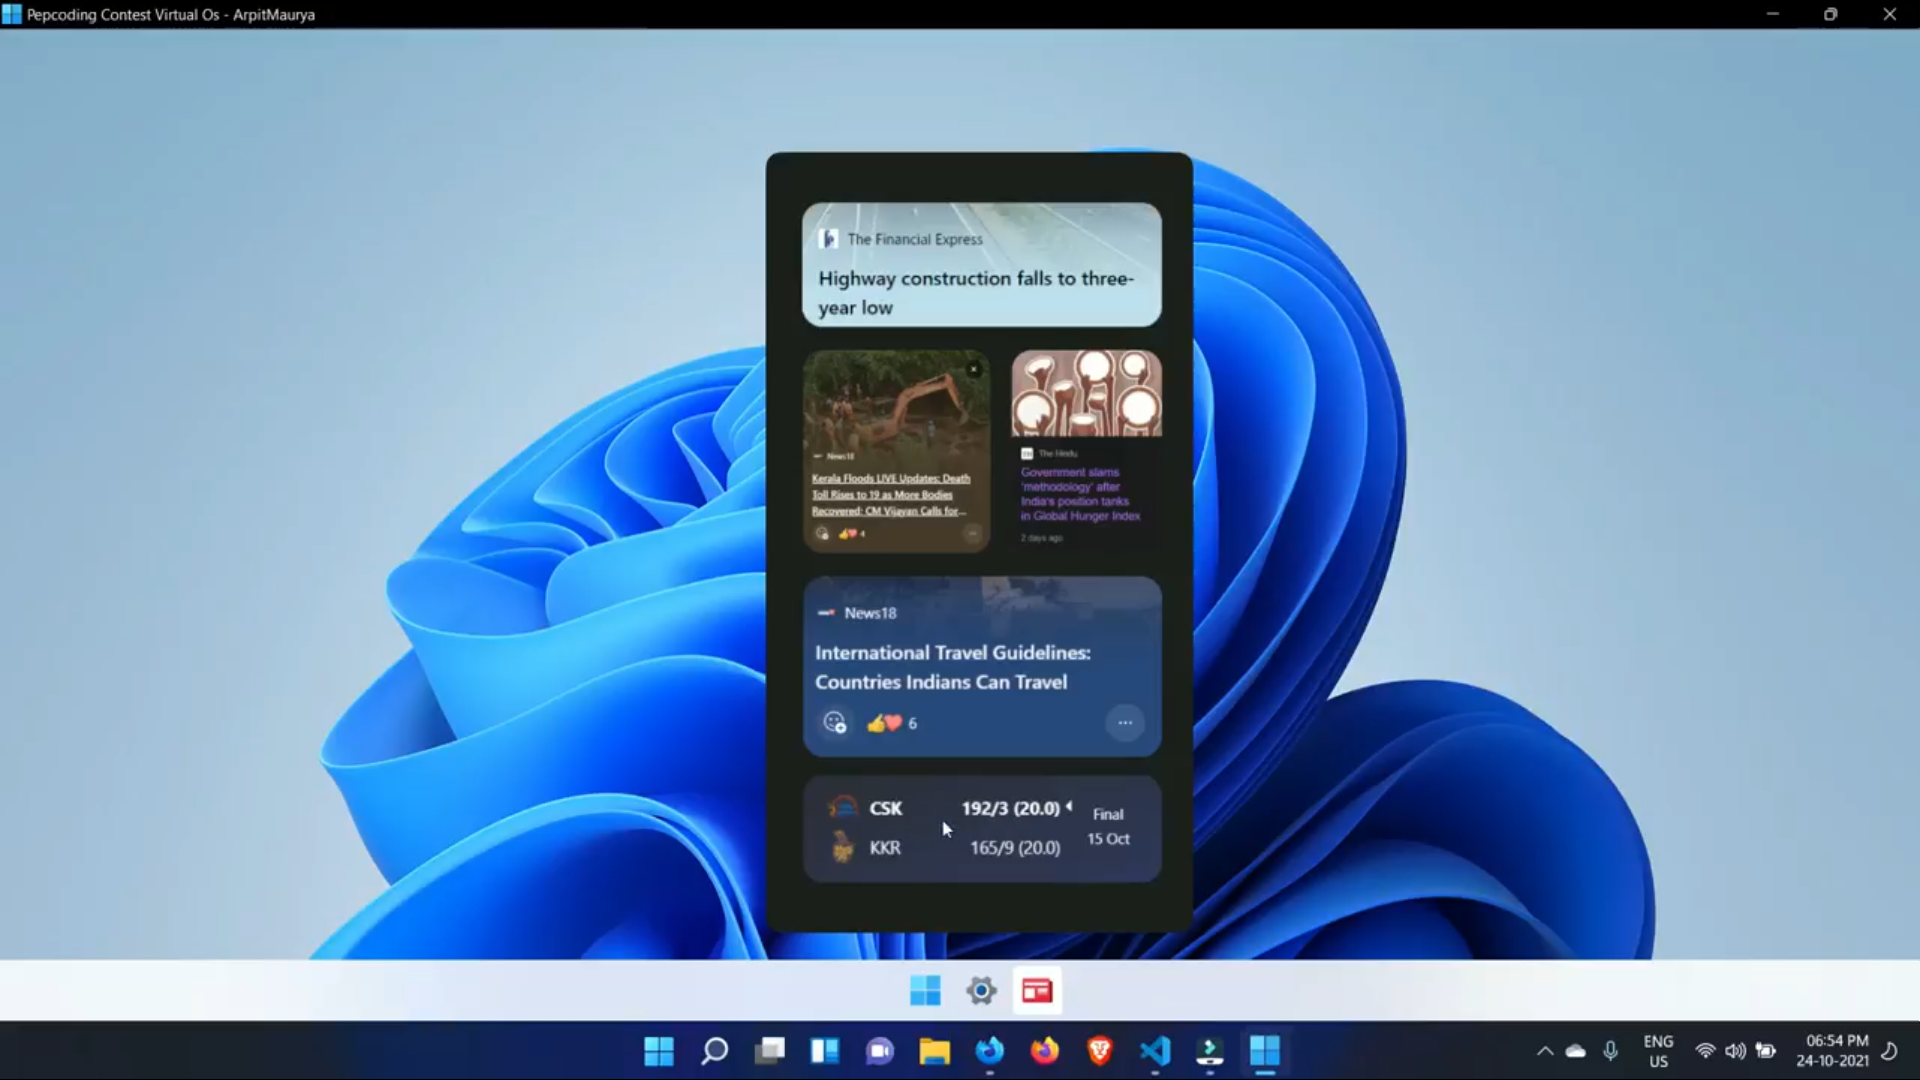 Pepcoding Contest Virtual Os - ArpitMaurya
The Financial Express
Highway construction falls to three-
year low
News18
Kerala Floods LIVE Updates: Death
Toll Rises to 19 as More Bodies
Recovered: CM Vijayan Calls for...
4
The Hindu
Government slams
'methodology' after
India's position tanks
in Global Hunger Index
2 days ago
News18
International Travel Guidelines:
Countries Indians Can Travel
6
CSK 192/3 (20.0)
KKR 165/9 (20.0)
Final
15 Oct
ENG
US
06:54 PM
24-10-2021